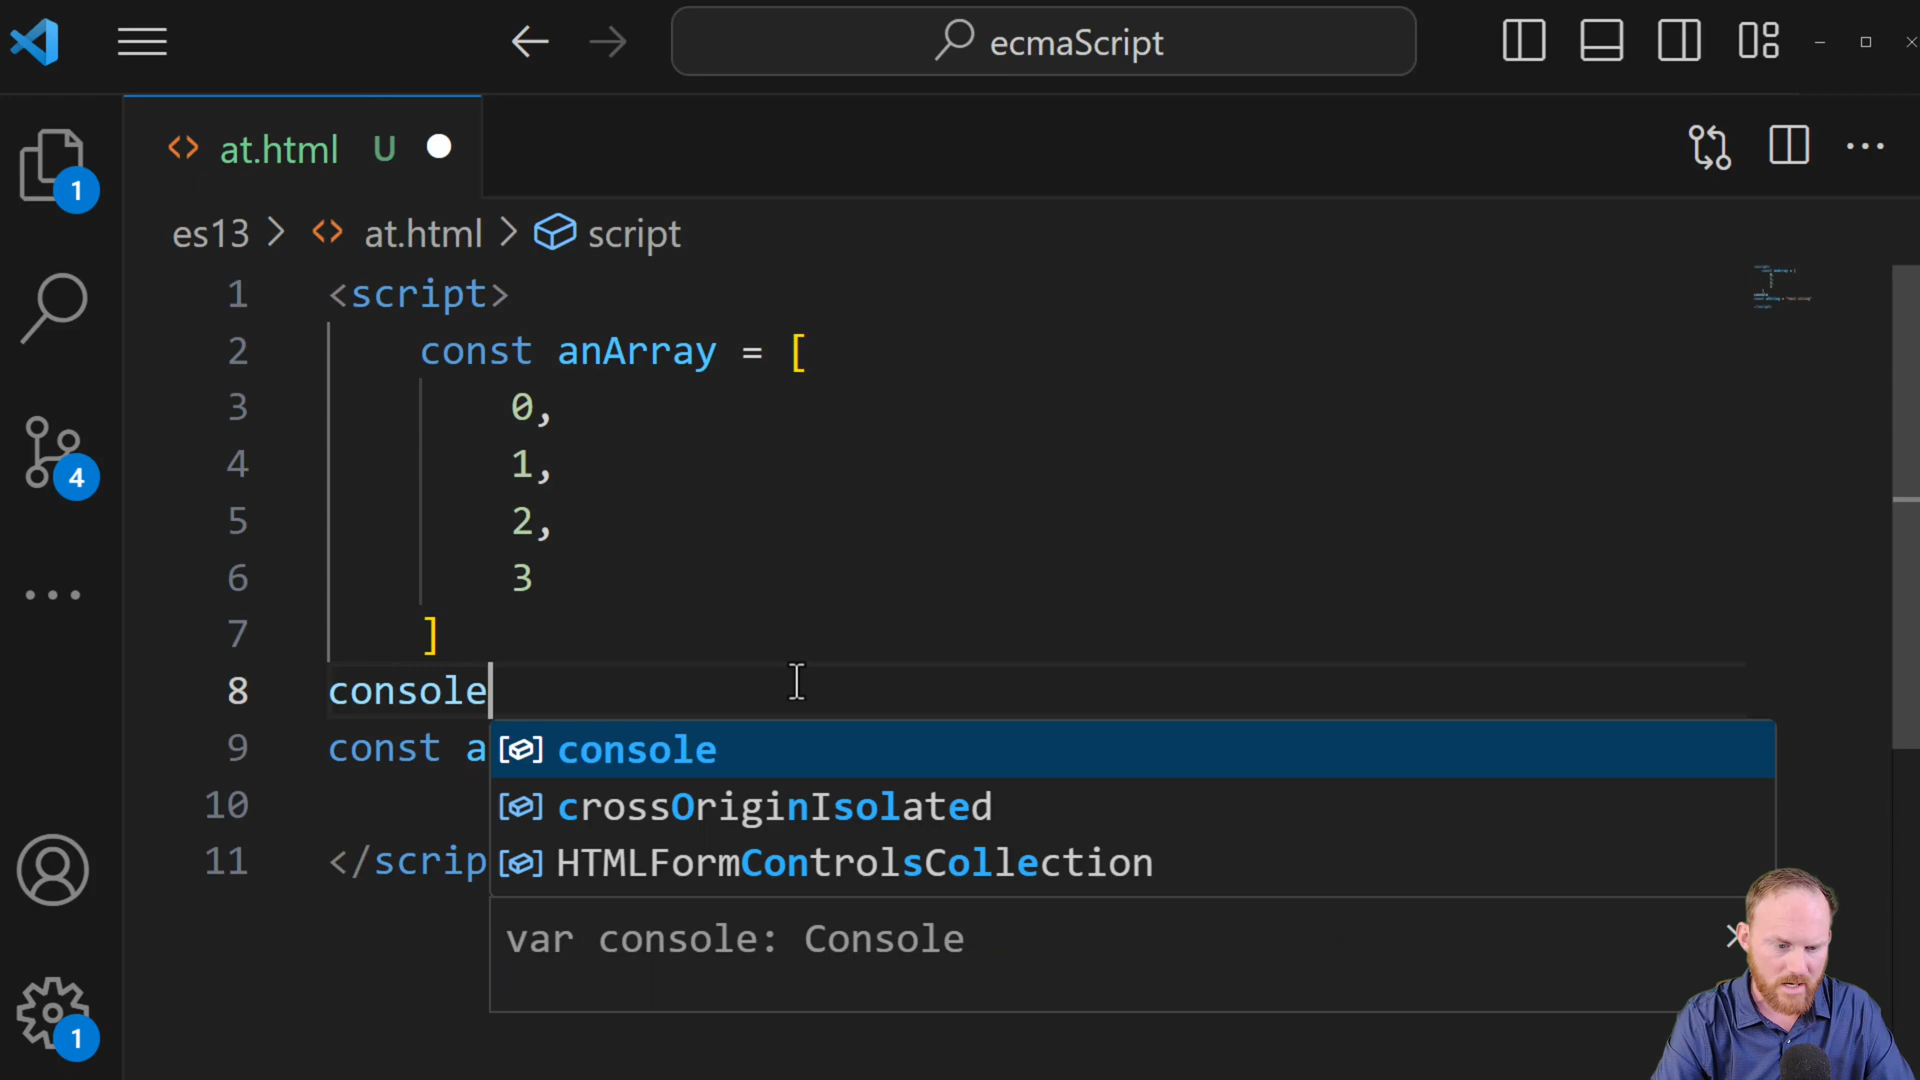 ecmaScript
at.html U
1
es13 > at.html > script
1 <script>
2 const anArray = [
3 0,
4 1,
5 2,
6 3
7 ]
8 console
9 const a
10
11 </scrip
4
console
crossOriginIsolated
HTMLFormControlsCollection
var console: Console
1